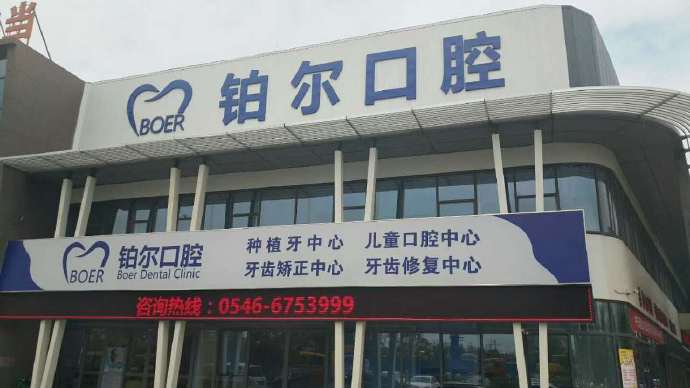 当
BOER
铂尔口腔
BOER
铂尔口腔
Boer Dental Clinic
种植牙中心 儿童口腔中心
牙齿矫正中心 牙齿修复中心
咨询热线：0546-6753999